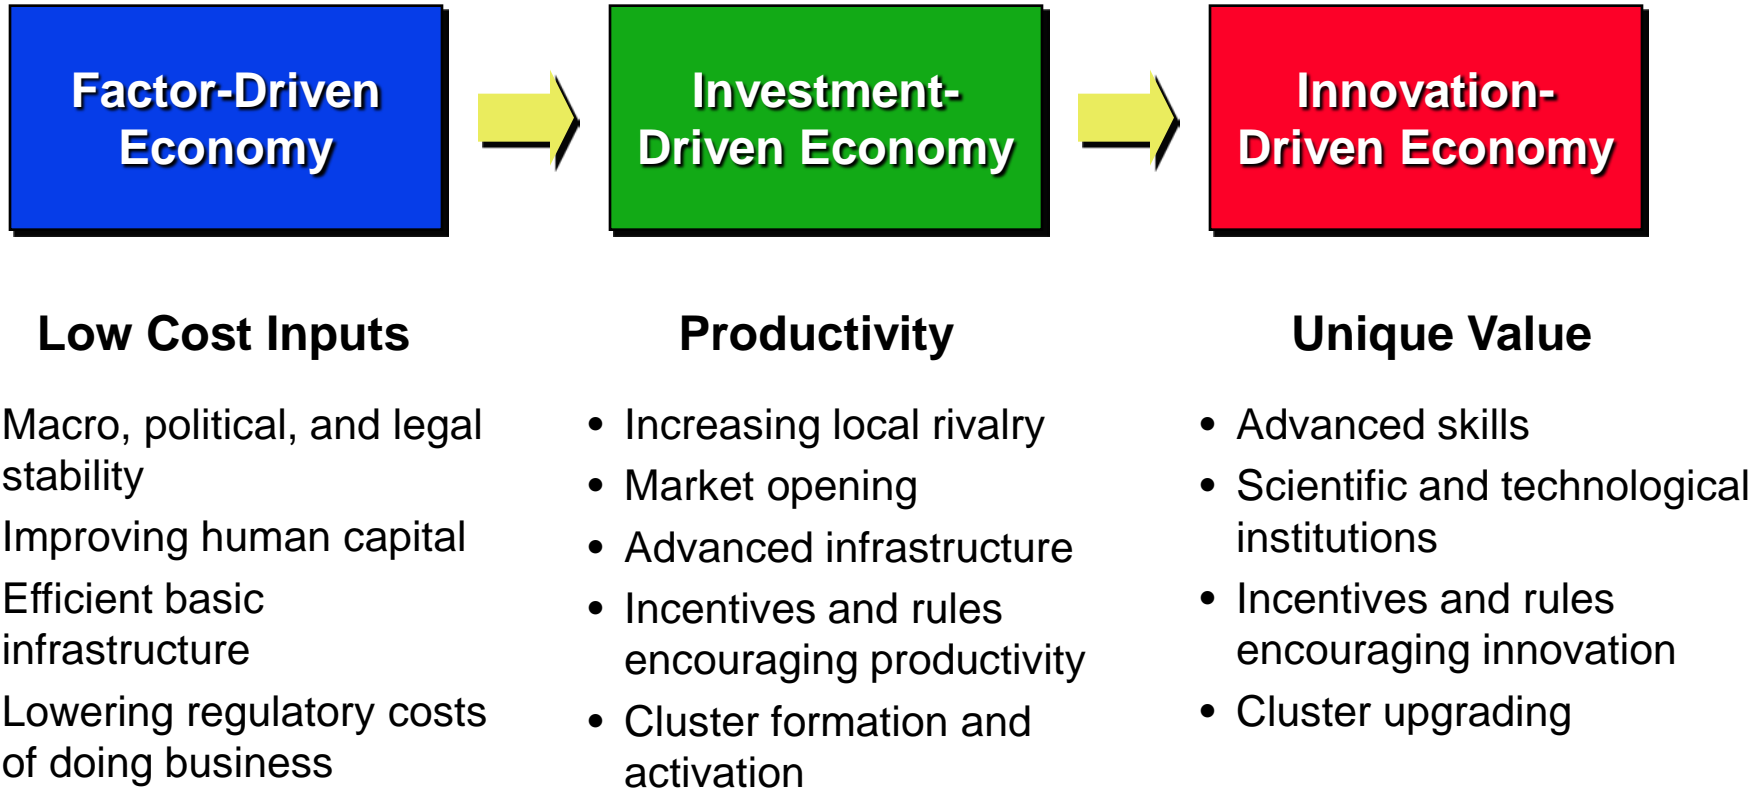 Factor-Driven
Economy
Investment-
Driven Economy
Innovation-
Driven Economy
Low Cost Inputs
Macro, political, and legal
stability
Improving human capital
Efficient basic
infrastructure
Lowering regulatory costs
of doing business
Productivity
• Increasing local rivalry
• Market opening
• Advanced infrastructure
• Incentives and rules
encouraging productivity
• Cluster formation and
activation
Unique Value
• Advanced skills
• Scientific and technological
institutions
• Incentives and rules
encouraging innovation
• Cluster upgrading